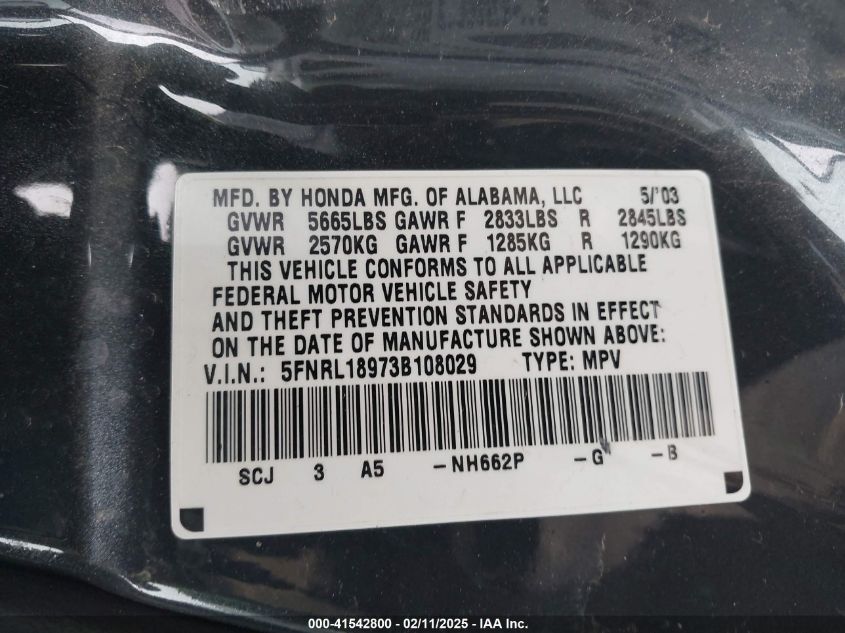 MFD. BY HONDA MFG. OF ALABAMA, LLC 5/'03
GVWR 5665LBS GAWR F 2833LBS R 2845LBS
GVWR 2570KG GAWR F 1285KG R 1290KG
THIS VEHICLE CONFORMS TO ALL APPLICABLE
FEDERAL MOTOR VEHICLE SAFETY
AND THEFT PREVENTION STANDARDS IN EFFECT
ON THE DATE OF MANUFACTURE SHOWN ABOVE:
V.I.N.: 5FNRL18973B108029 TYPE: MPV
SCJ 3 A5 -NH662P -G -B
000-41542800 - 02/11/2025 - IAA Inc.